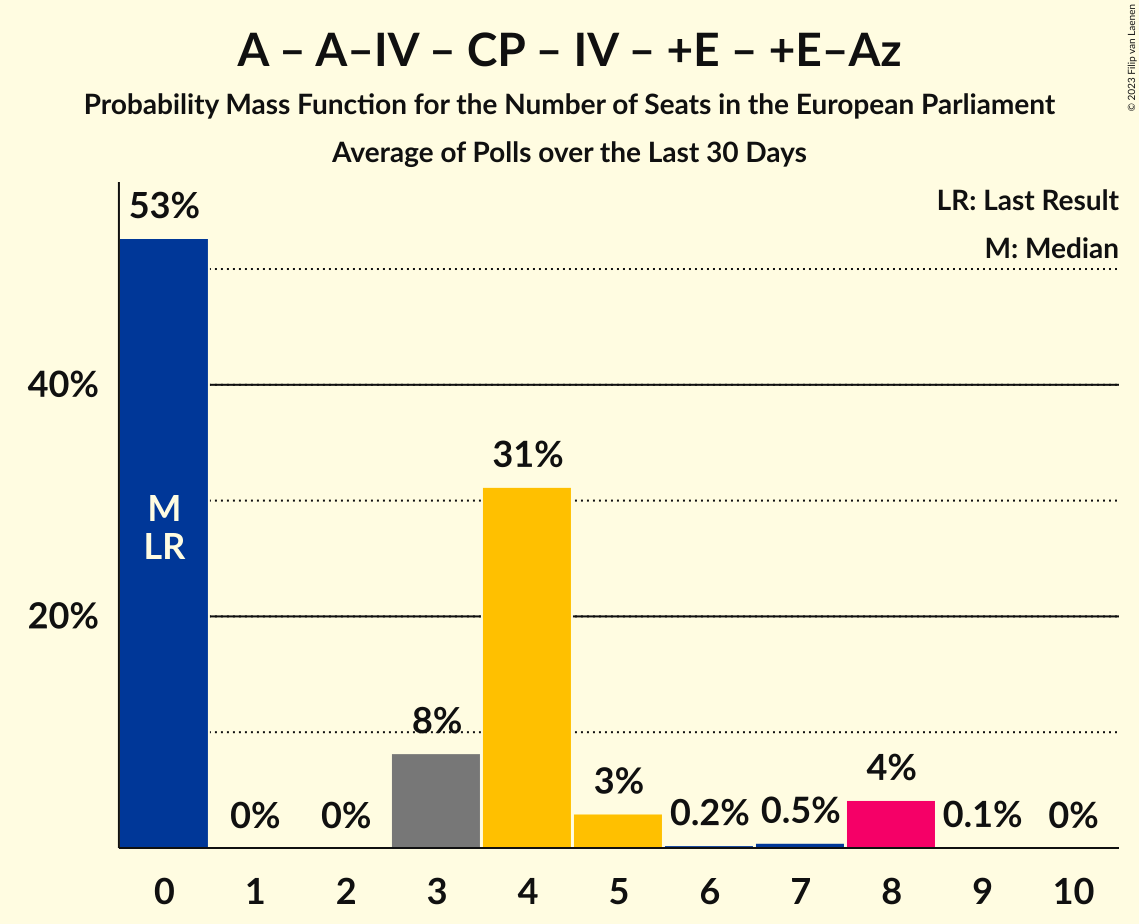 A – A–IV – CP – IV – +E – +E–Az
Probability Mass Function for the Number of Seats in the European Parliament
Average of Polls over the Last 30 Days
© 2023 Filip van Laenen
LR: Last Result
M: Median
53%
40%
20%
M
LR
0%
0%
8%
31%
3%
0.2%
0.5%
4%
0.1%
0%
0 1 2 3 4 5 6 7 8 9 10